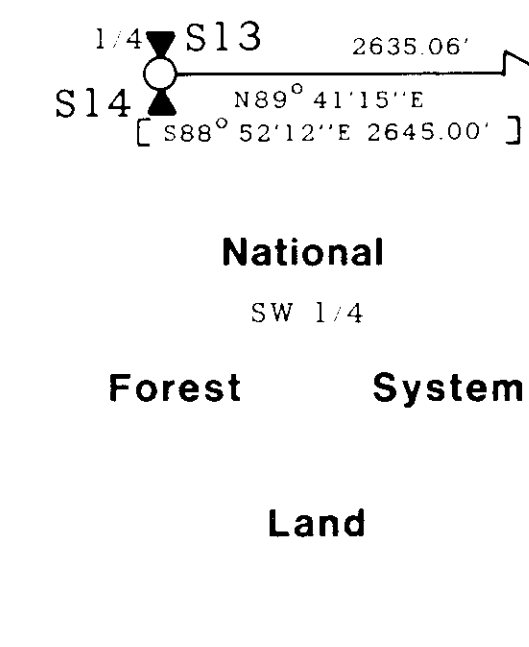 1/4 S13 2635.06'
S14 N89° 41'15''E
[ S88° 52'12''E 2645.00' ]
National
SW 1/4
Forest System
Land